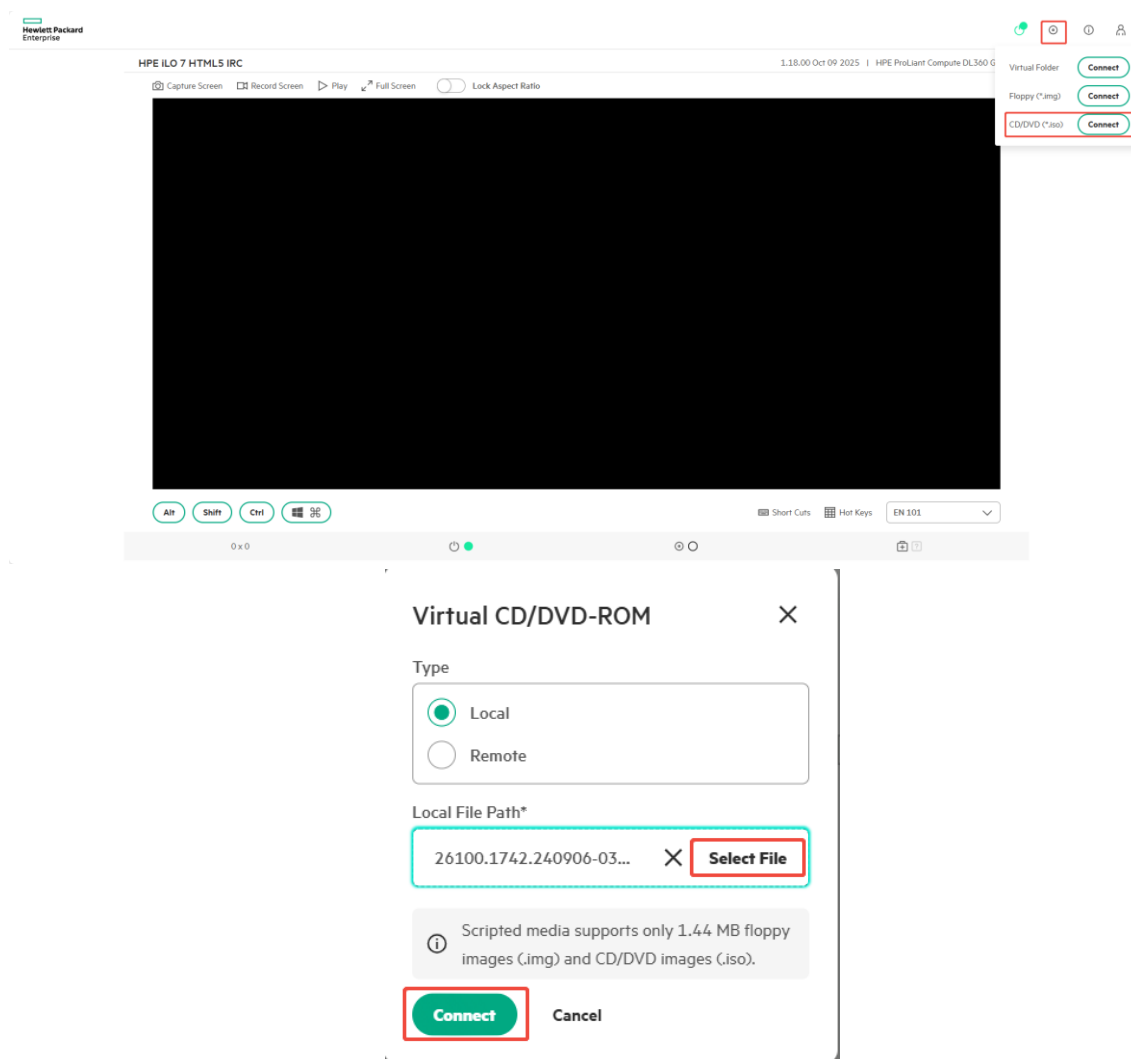 Hewlett Packard
Enterprise
HPE iLO 7 HTML5 IRC
1.18.00 Oct 09 2025 | HPE ProLiant Compute DL360 G
Virtual Folder Connect
Floppy (*.img) Connect
CD/DVD (*.iso) Connect
Capture Screen Record Screen Play Full Screen Lock Aspect Ratio
Alt Shift Ctrl
Short Cuts Hot Keys EN 101
0 x 0
Virtual CD/DVD-ROM
Type
Local
Remote
Local File Path*
26100.1742.240906-03... Select File
Scripted media supports only 1.44 MB floppy
images (.img) and CD/DVD images (.iso).
Connect Cancel